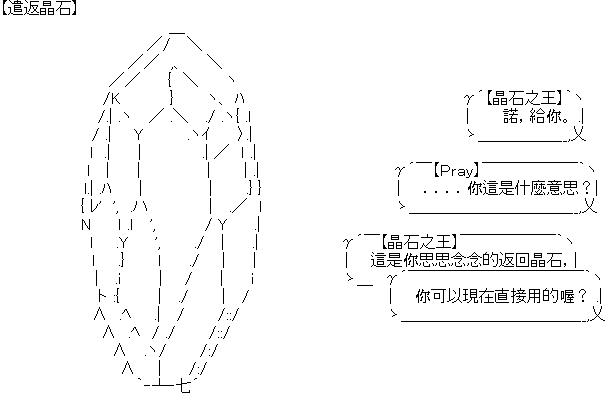 【遣返晶石】
【晶石之王】
諾，給你。
【Pray】
．．．．你這是什麼意思？
【晶石之王】
這是你思思念念的返回晶石，
你可以現在直接用的喔？